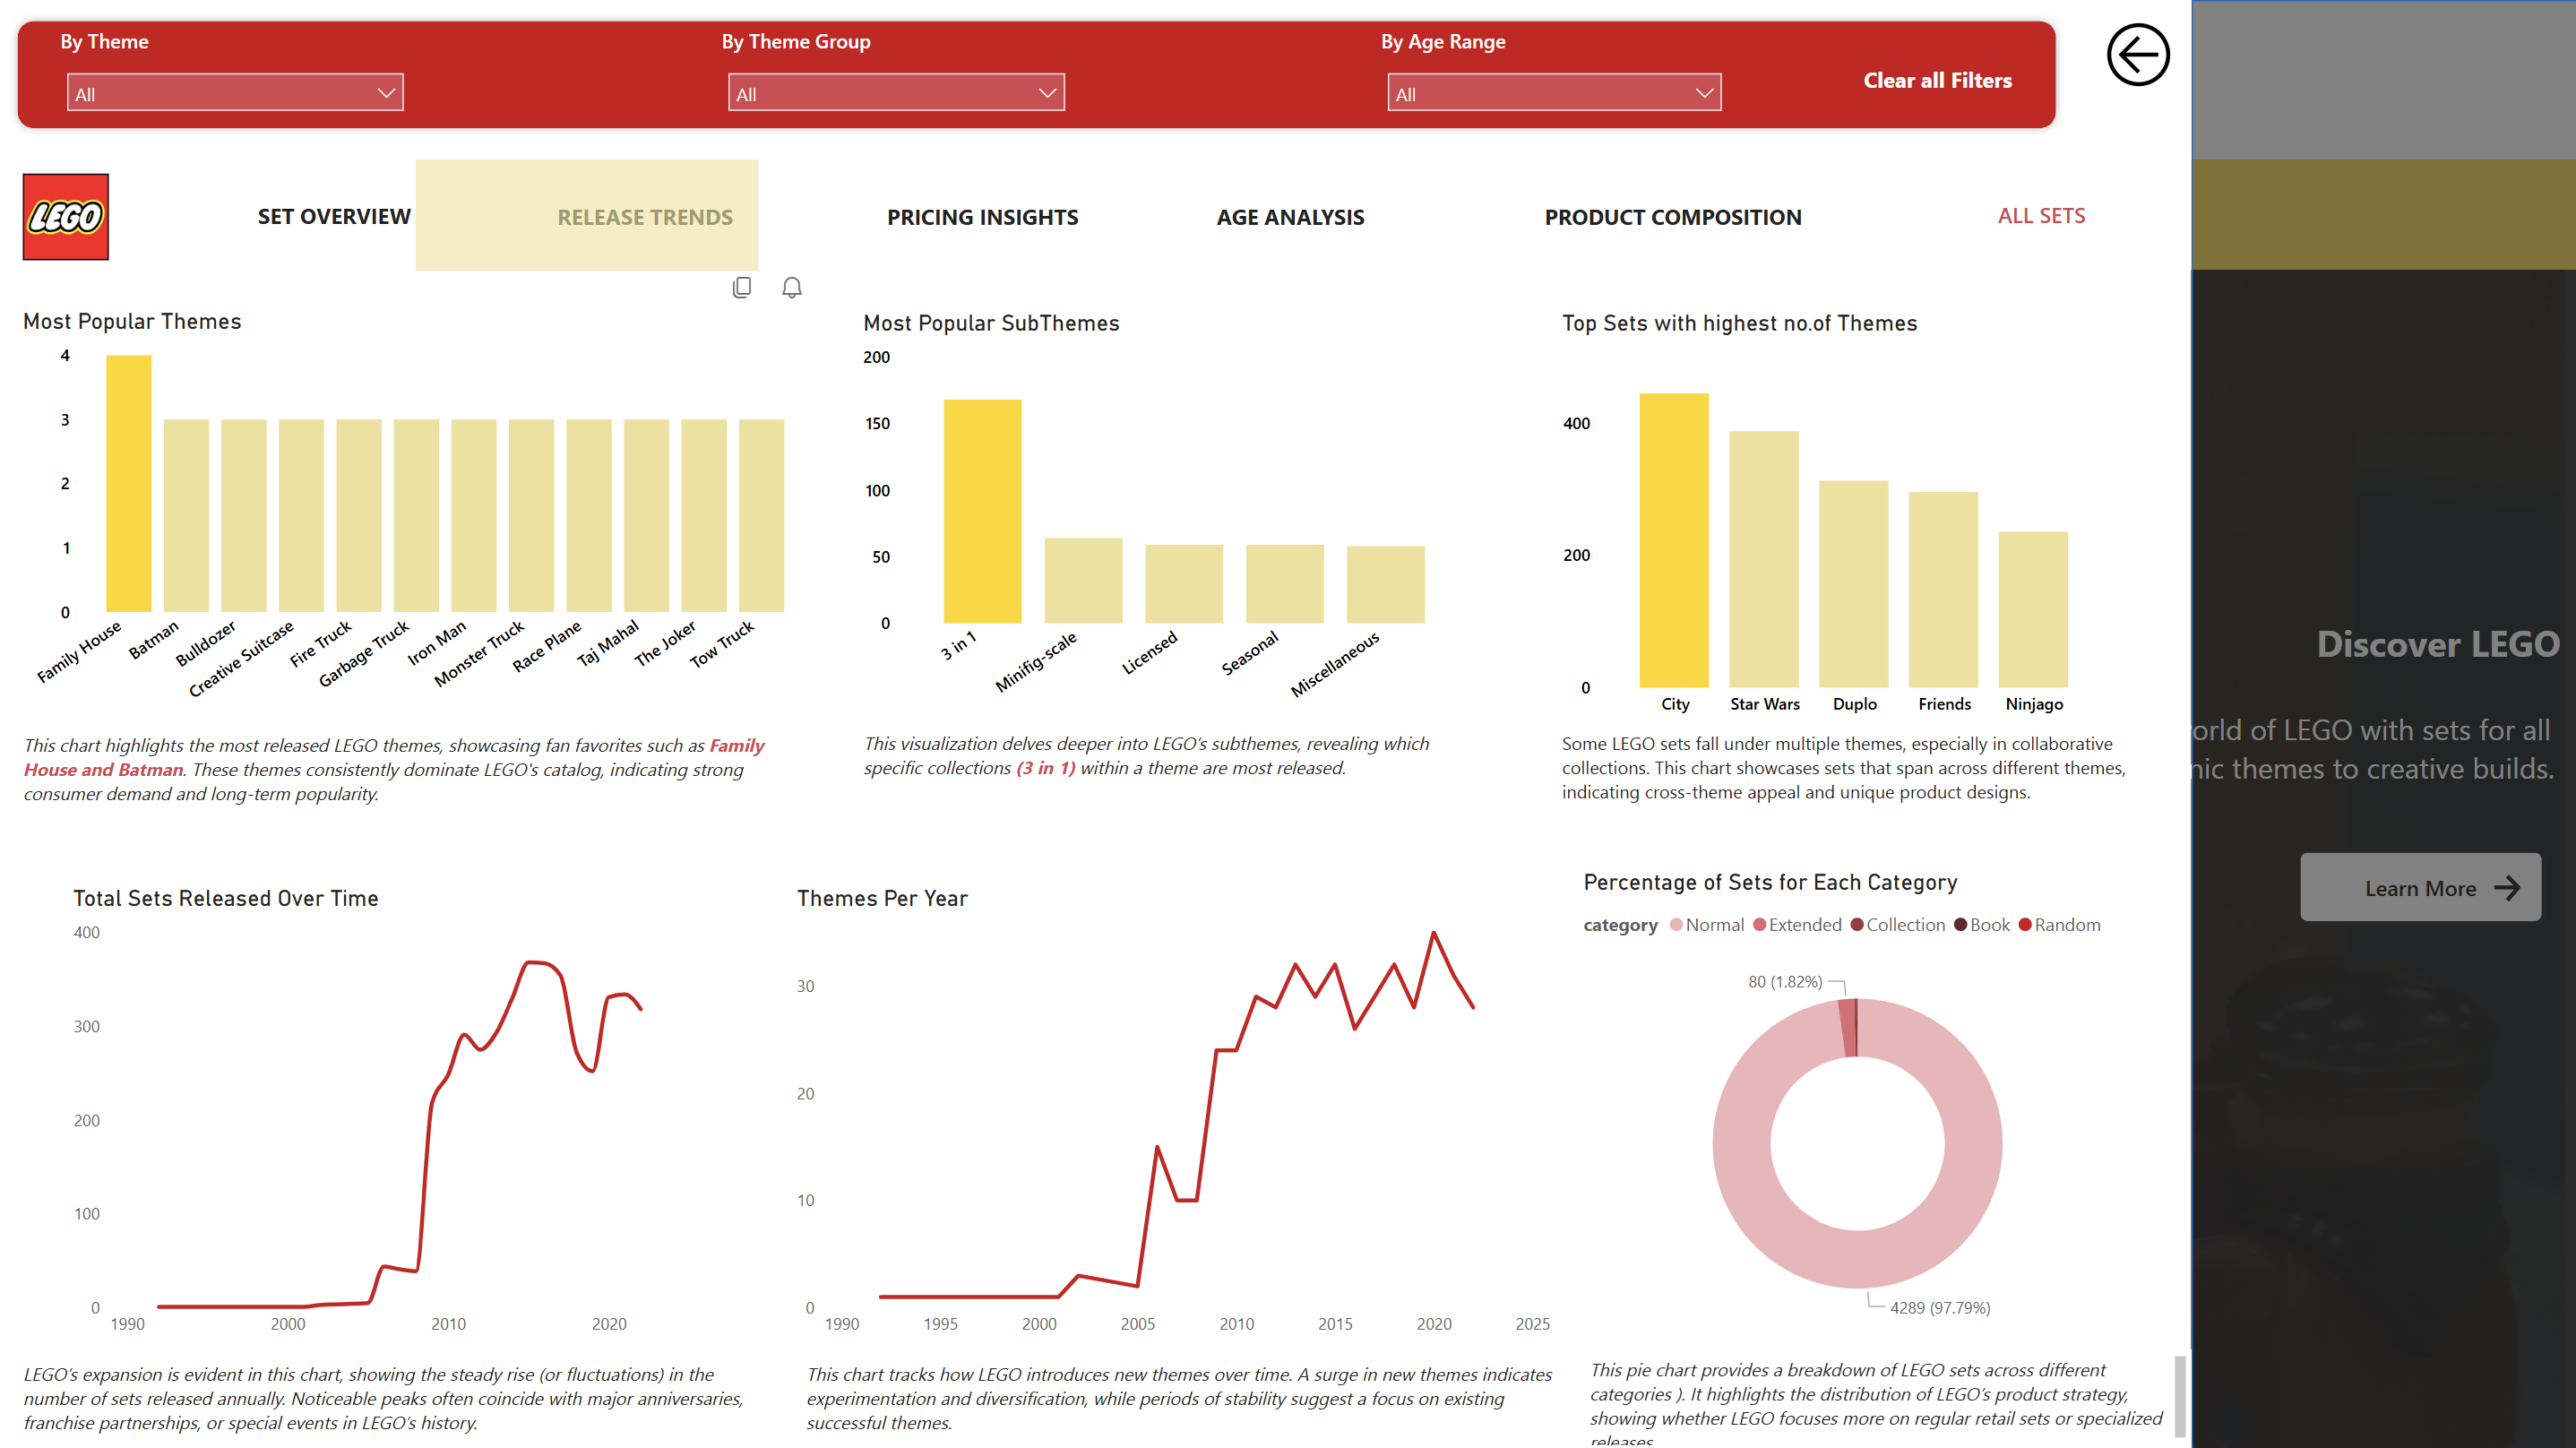 By Theme
By Theme Group
By Age Range
All
All
All
Clear all Filters
LEGO
SET OVERVIEW
RELEASE TRENDS
PRICING INSIGHTS
AGE ANALYSIS
PRODUCT COMPOSITION
ALL SETS
Most Popular Themes
4
3
2
1
0
Family House
Batman
Bulldozer
Creative Suitcase
Fire Truck
Garbage Truck
Iron Man
Monster Truck
Race Plane
Taj Mahal
The Joker
Tow Truck
This chart highlights the most released LEGO themes, showcasing fan favorites such as Family
House and Batman. These themes consistently dominate LEGO's catalog, indicating strong
consumer demand and long-term popularity.
Most Popular SubThemes
200
150
100
50
0
3 in 1
Minifig-scale
Licensed
Seasonal
Miscellaneous
This visualization delves deeper into LEGO's subthemes, revealing which
specific collections (3 in 1) within a theme are most released.
Top Sets with highest no.of Themes
400
200
0
City
Star Wars
Duplo
Friends
Ninjago
Some LEGO sets fall under multiple themes, especially in collaborative
collections. This chart showcases sets that span across different themes,
indicating cross-theme appeal and unique product designs.
Discover LEGO
orld of LEGO with sets for all
nic themes to creative builds.
Learn More
Total Sets Released Over Time
400
300
200
100
0
1990
2000
2010
2020
LEGO's expansion is evident in this chart, showing the steady rise (or fluctuations) in the
number of sets released annually. Noticeable peaks often coincide with major anniversaries,
franchise partnerships, or special events in LEGO's history.
Themes Per Year
30
20
10
0
1990
1995
2000
2005
2010
2015
2020
2025
This chart tracks how LEGO introduces new themes over time. A surge in new themes indicates
experimentation and diversification, while periods of stability suggest a focus on existing
successful themes.
Percentage of Sets for Each Category
category Normal Extended Collection Book Random
80 (1.82%)
4289 (97.79%)
This pie chart provides a breakdown of LEGO sets across different
categories ). It highlights the distribution of LEGO's product strategy,
showing whether LEGO focuses more on regular retail sets or specialized
releases